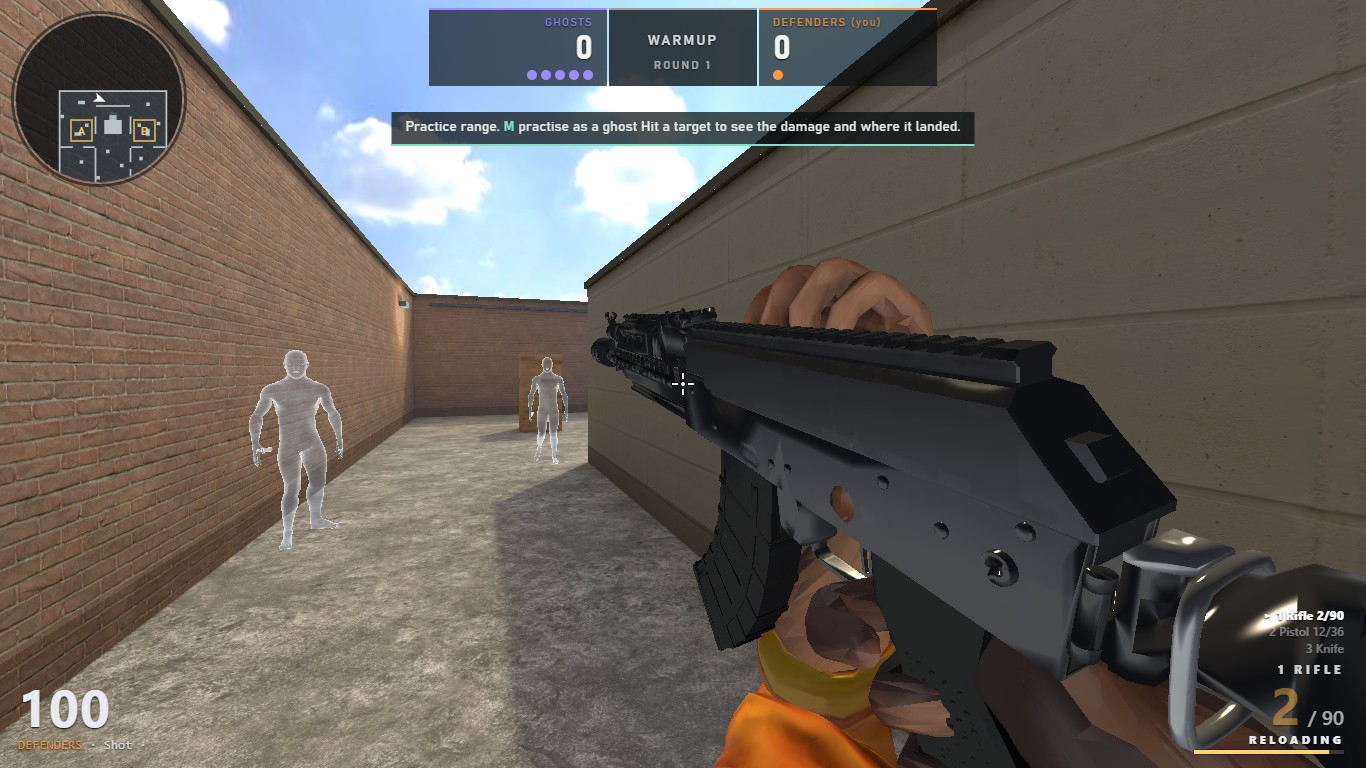 GHOSTS
0
WARMUP
ROUND 1
DEFENDERS (you)
0
A
B
Practice range. M practise as a ghost Hit a target to see the damage and where it landed.
1 Rifle 2/90
2 Pistol 12/36
3 Knife
1 RIFLE
2 / 90
RELOADING
100
DEFENDERS · Shot ·